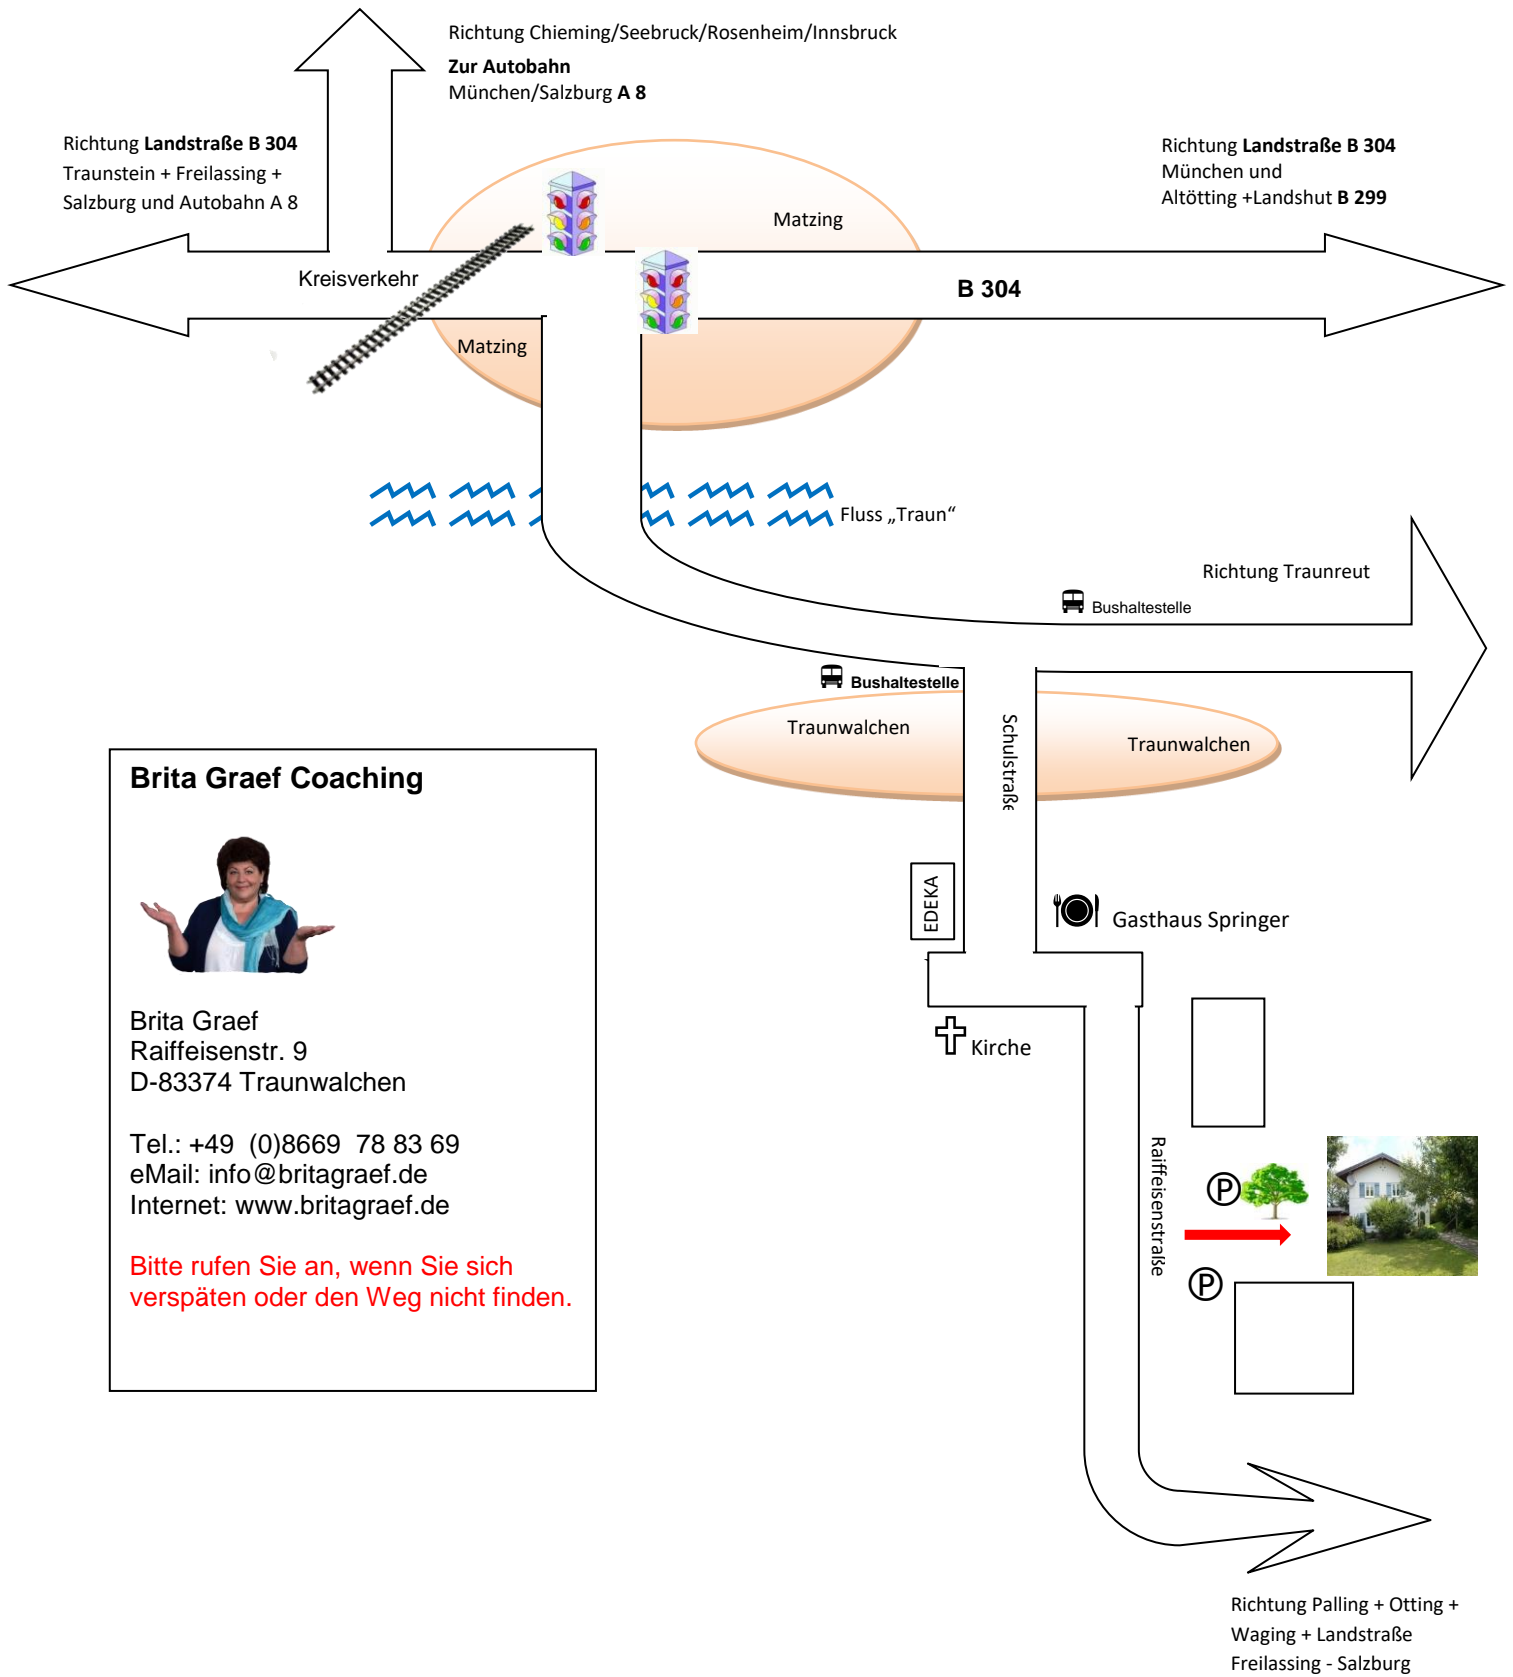 Richtung Chieming/Seebruck/Rosenheim/Innsbruck
Zur Autobahn
München/Salzburg A 8
Richtung Landstraße B 304
Traunstein + Freilassing +
Salzburg und Autobahn A 8
Richtung Landstraße B 304
München und
Altötting +Landshut B 299
Matzing
Kreisverkehr
B 304
Matzing
Fluss „Traun“
Richtung Traunreut
Bushaltestelle
Bushaltestelle
Traunwalchen
Schulstraße
Traunwalchen
Brita Graef Coaching
EDEKA
Gasthaus Springer
Brita Graef
Raiffeisenstr. 9
D-83374 Traunwalchen
Kirche
Tel.: +49 (0)8669 78 83 69
eMail: info@britagraef.de
Internet: www.britagraef.de
Raiffeisenstraße
P
P
Bitte rufen Sie an, wenn Sie sich
verspäten oder den Weg nicht finden.
Richtung Palling + Otting +
Waging + Landstraße
Freilassing - Salzburg